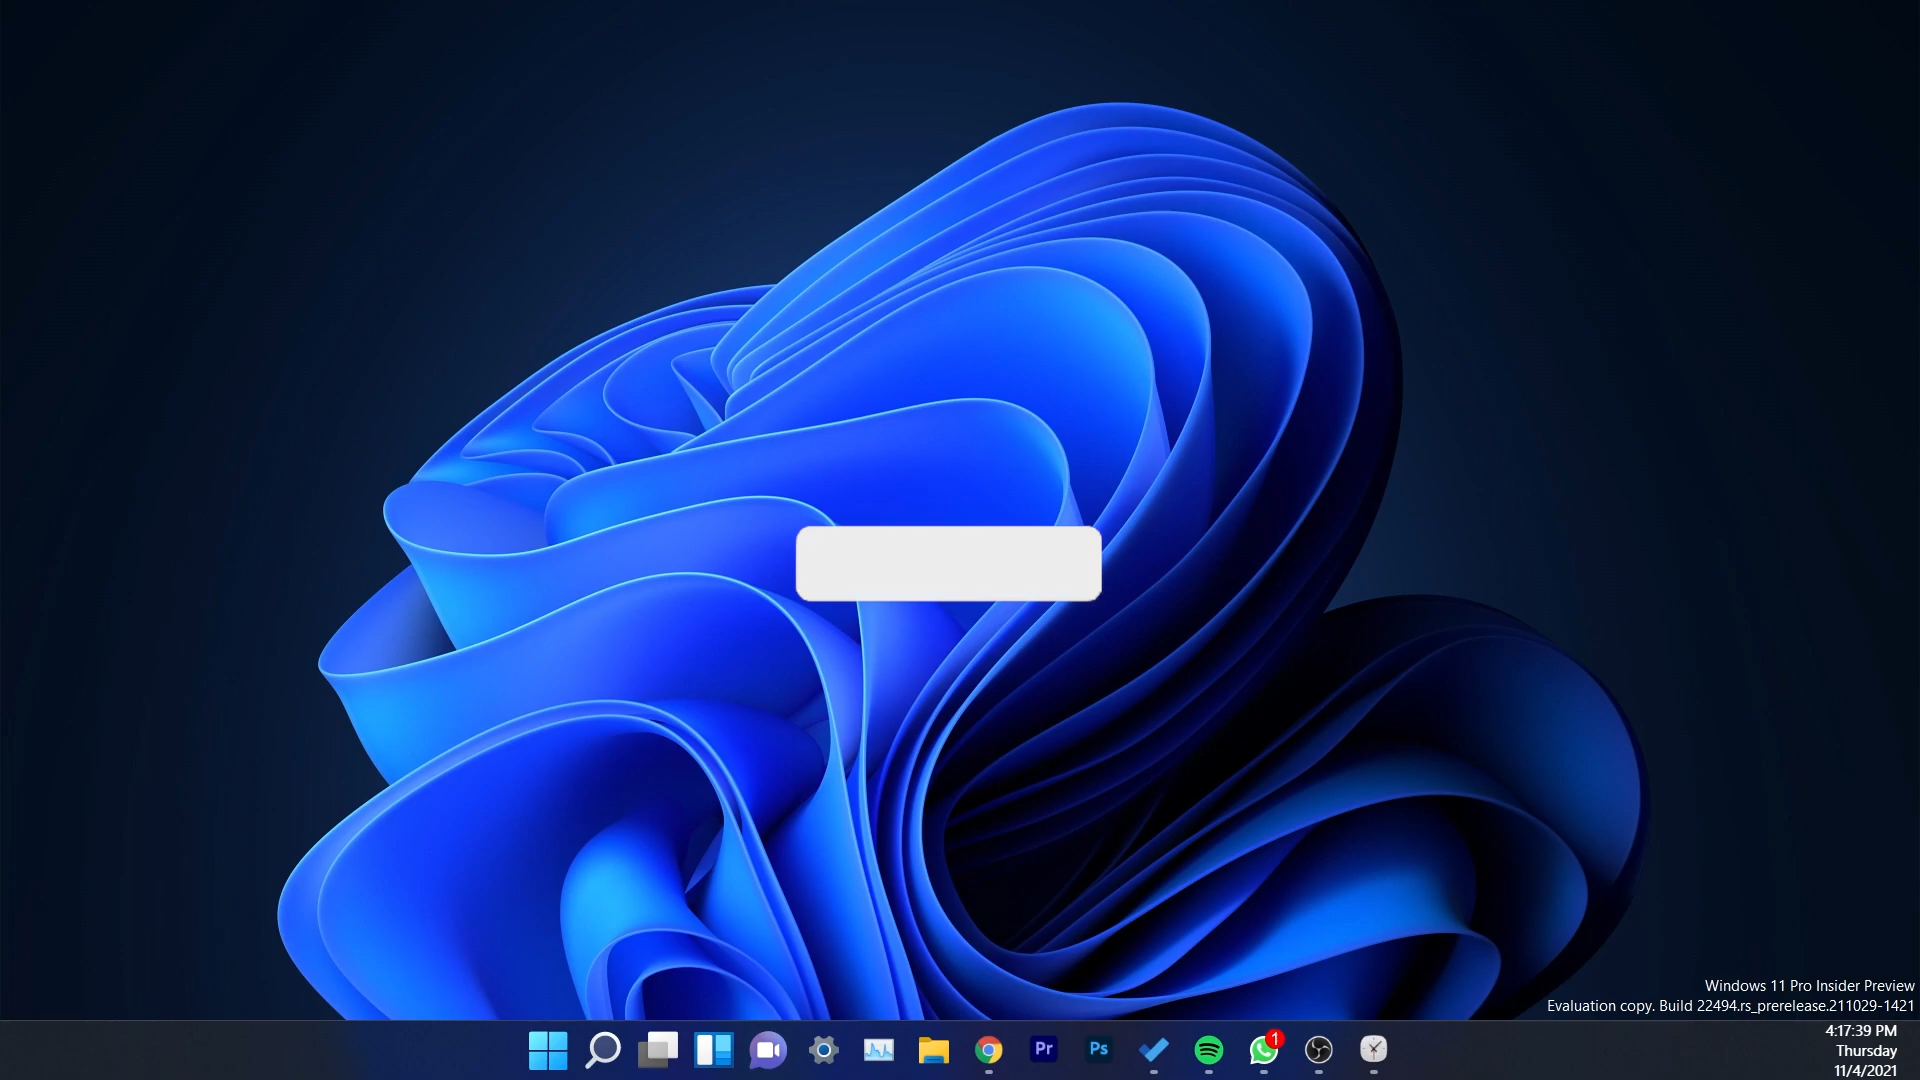 Windows 11 Pro Insider Preview
Evaluation copy. Build 22494.rs_prerelease.211029-1421
Pr
Ps
1
4:17:39 PM
Thursday
11/4/2021